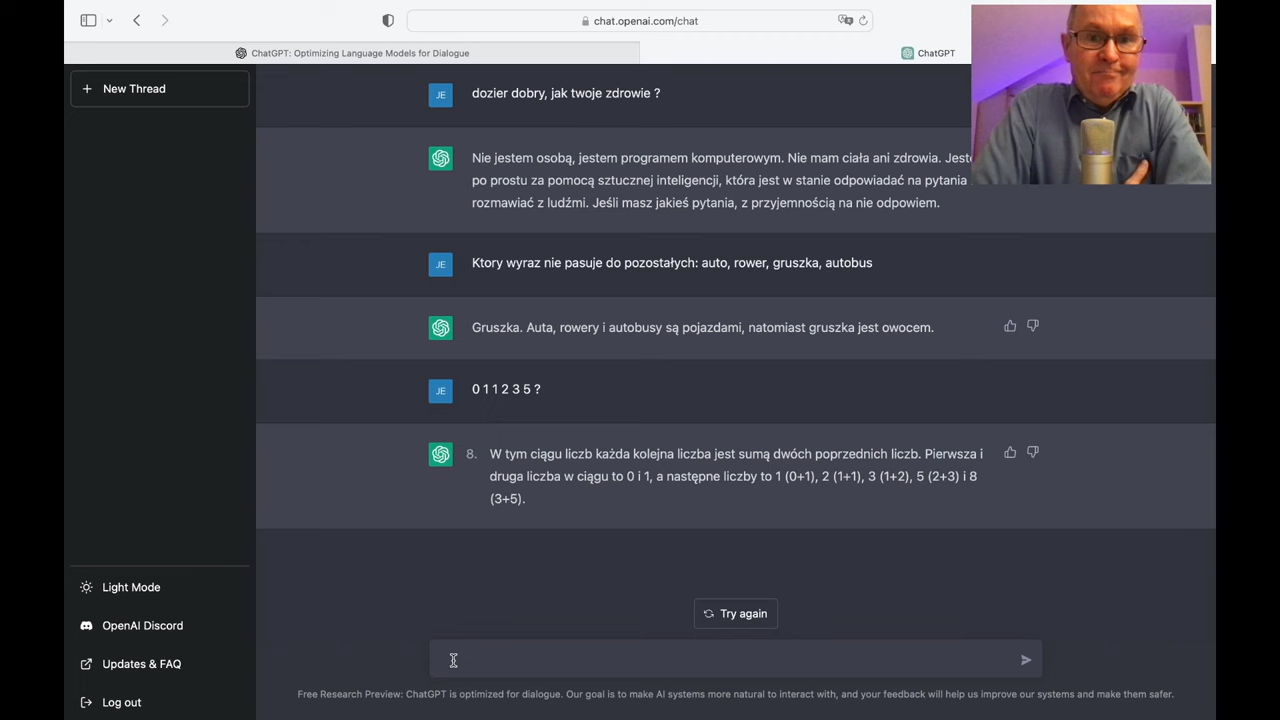 chat.openai.com/chat
ChatGPT: Optimizing Language Models for Dialogue
ChatGPT
New Thread
JE
dozier dobry, jak twoje zdrowie ?
Nie jestem osobą, jestem programem komputerowym. Nie mam ciała ani zdrowia.
po prostu za pomocą sztucznej inteligencji, która jest w stanie odpowiadać na pytania
rozmawiać z ludźmi. Jeśli masz jakieś pytania, z przyjemnością na nie odpowiem.
JE
Ktory wyraz nie pasuje do pozostałych: auto, rower, gruszka, autobus
Gruszka. Auta, rowery i autobusy są pojazdami, natomiast gruszka jest owocem.
JE
0 1 1 2 3 5 ?
8. W tym ciągu liczb każda kolejna liczba jest sumą dwóch poprzednich liczb. Pierwsza i
druga liczba w ciągu to 0 i 1, a następne liczby to 1 (0+1), 2 (1+1), 3 (1+2), 5 (2+3) i 8
(3+5).
Light Mode
OpenAI Discord
Updates & FAQ
Log out
Try again
Free Research Preview: ChatGPT is optimized for dialogue. Our goal is to make AI systems more natural to interact with, and your feedback will help us improve our systems and make them safer.